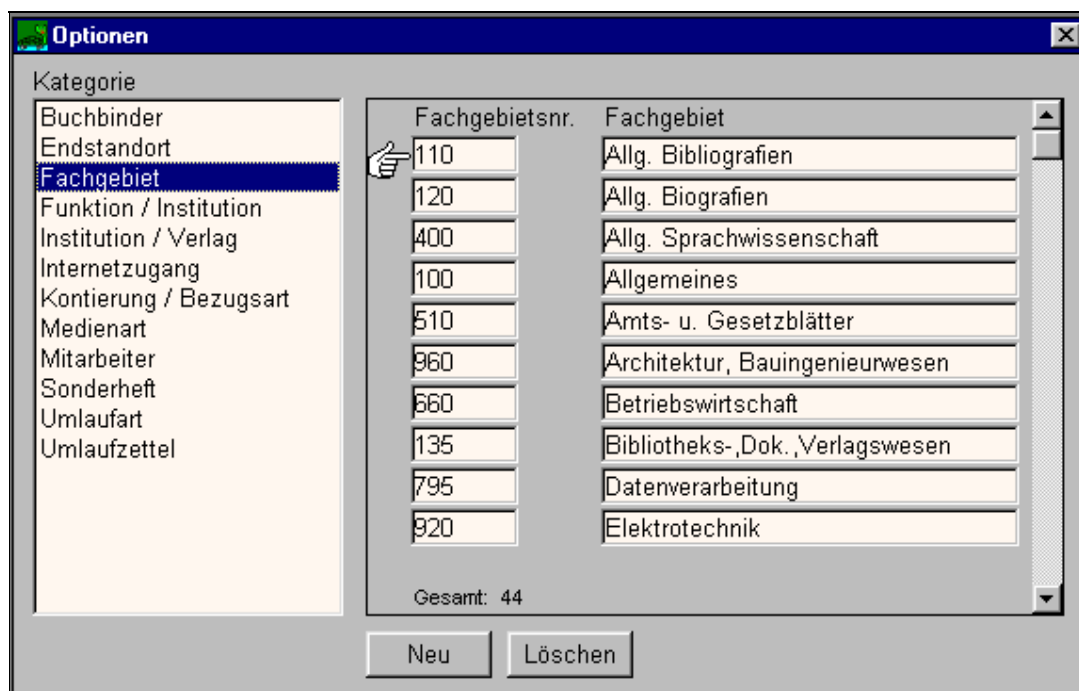 Optionen
Kategorie
Buchbinder
Endstandort
Fachgebiet
Funktion / Institution
Institution / Verlag
Internetzugang
Kontierung / Bezugsart
Medienart
Mitarbeiter
Sonderheft
Umlaufart
Umlaufzettel
Fachgebietsnr. Fachgebiet
110 Allg. Bibliografien
120 Allg. Biografien
400 Allg. Sprachwissenschaft
100 Allgemeines
510 Amts- u. Gesetzblätter
960 Architektur, Bauingenieurwesen
660 Betriebswirtschaft
135 Bibliotheks-,Dok.,Verlagswesen
795 Datenverarbeitung
920 Elektrotechnik
Gesamt: 44
Neu Löschen